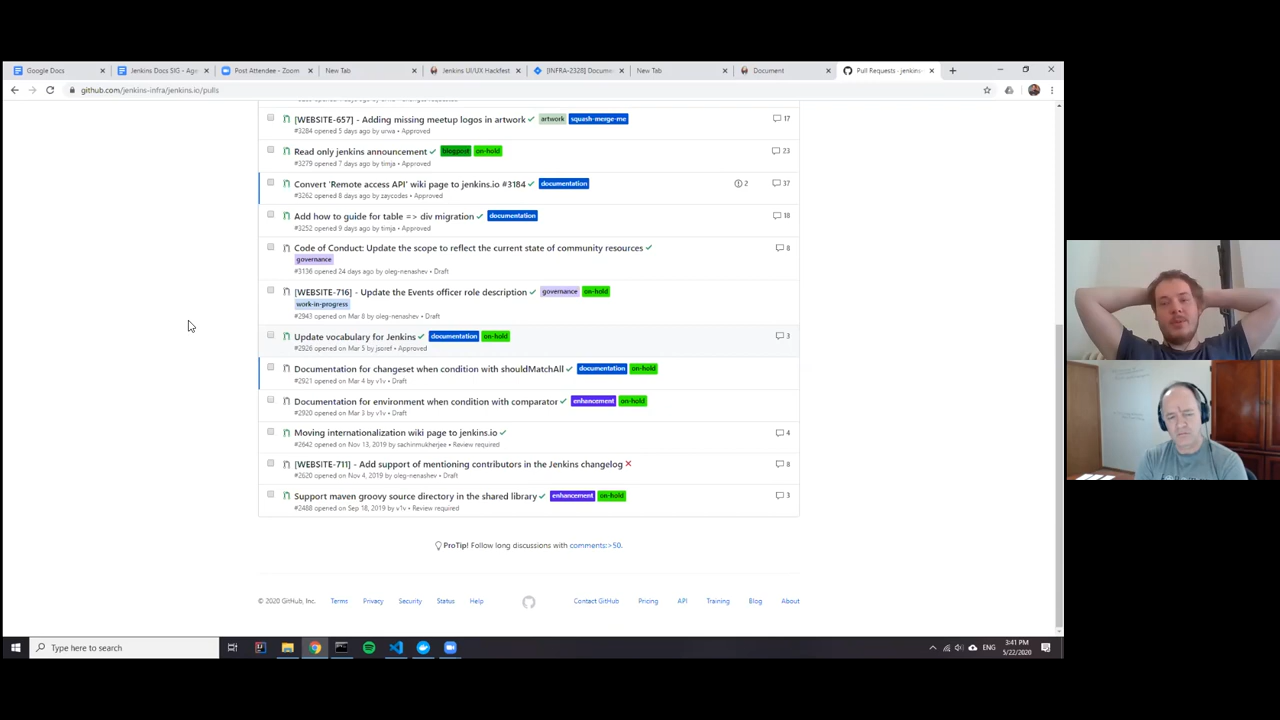 Google Docs
Jenkins Docs SIG - Age
Post Attendee - Zoom
New Tab
Jenkins UI/UX Hackfest
[INFRA-2328] Docume
New Tab
Document
Pull Requests · jenkins-
github.com/jenkins-infra/jenkins.io/pulls
[WEBSITE-657] - Adding missing meetup logos in artwork artwork squash-merge-me 17
#3284 opened 5 days ago by urwa • Approved
Read only jenkins announcement blogpost on-hold 23
#3279 opened 7 days ago by timja • Approved
Convert 'Remote access API' wiki page to jenkins.io #3184 documentation 2 37
#3262 opened 8 days ago by zaycodes • Approved
Add how to guide for table => div migration documentation 18
#3252 opened 9 days ago by timja • Approved
Code of Conduct: Update the scope to reflect the current state of community resources 8
governance
#3136 opened 24 days ago by oleg-nenashev • Draft
[WEBSITE-716] - Update the Events officer role description governance on-hold
work-in-progress
#2943 opened on Mar 8 by oleg-nenashev • Draft
Update vocabulary for Jenkins documentation on-hold 3
#2926 opened on Mar 5 by jsoref • Approved
Documentation for changeset when condition with shouldMatchAll documentation on-hold
#2921 opened on Mar 4 by v1v • Draft
Documentation for environment when condition with comparator enhancement on-hold
#2920 opened on Mar 3 by v1v • Draft
Moving internationalization wiki page to jenkins.io 4
#2642 opened on Nov 13, 2019 by sachinmukherjee • Review required
[WEBSITE-711] - Add support of mentioning contributors in the Jenkins changelog 8
#2620 opened on Nov 4, 2019 by oleg-nenashev • Draft
Support maven groovy source directory in the shared library enhancement on-hold 3
#2488 opened on Sep 18, 2019 by v1v • Review required
ProTip! Follow long discussions with comments:>50.
© 2020 GitHub, Inc. Terms Privacy Security Status Help Contact GitHub Pricing API Training Blog About
Type here to search
ENG
3:41 PM
5/22/2020